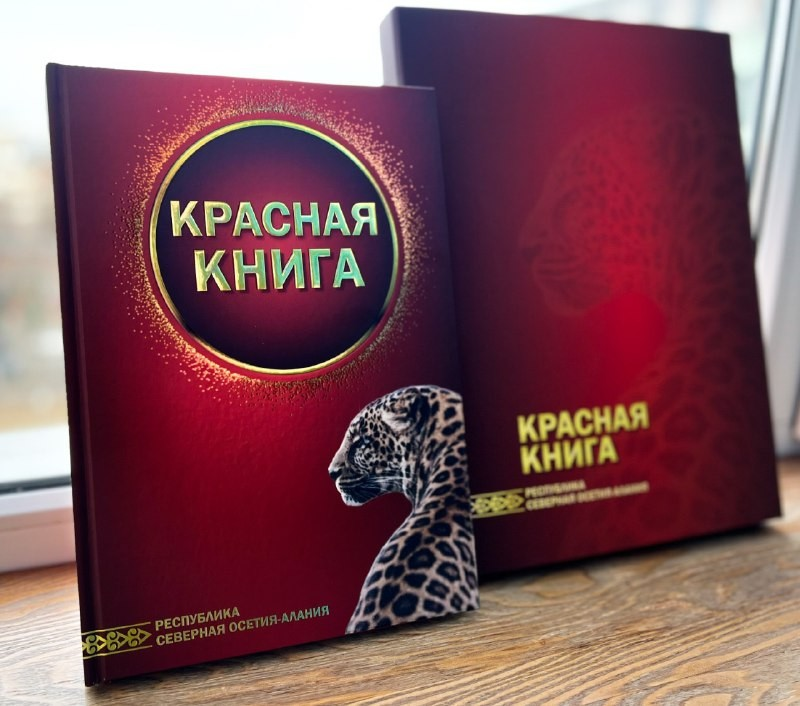 КРАСНАЯ
КНИГА
РЕСПУБЛИКА
СЕВЕРНАЯ ОСЕТИЯ-АЛАНИЯ
КРАСНАЯ
КНИГА
РЕСПУБЛИКА
СЕВЕРНАЯ ОСЕТИЯ-АЛАНИЯ